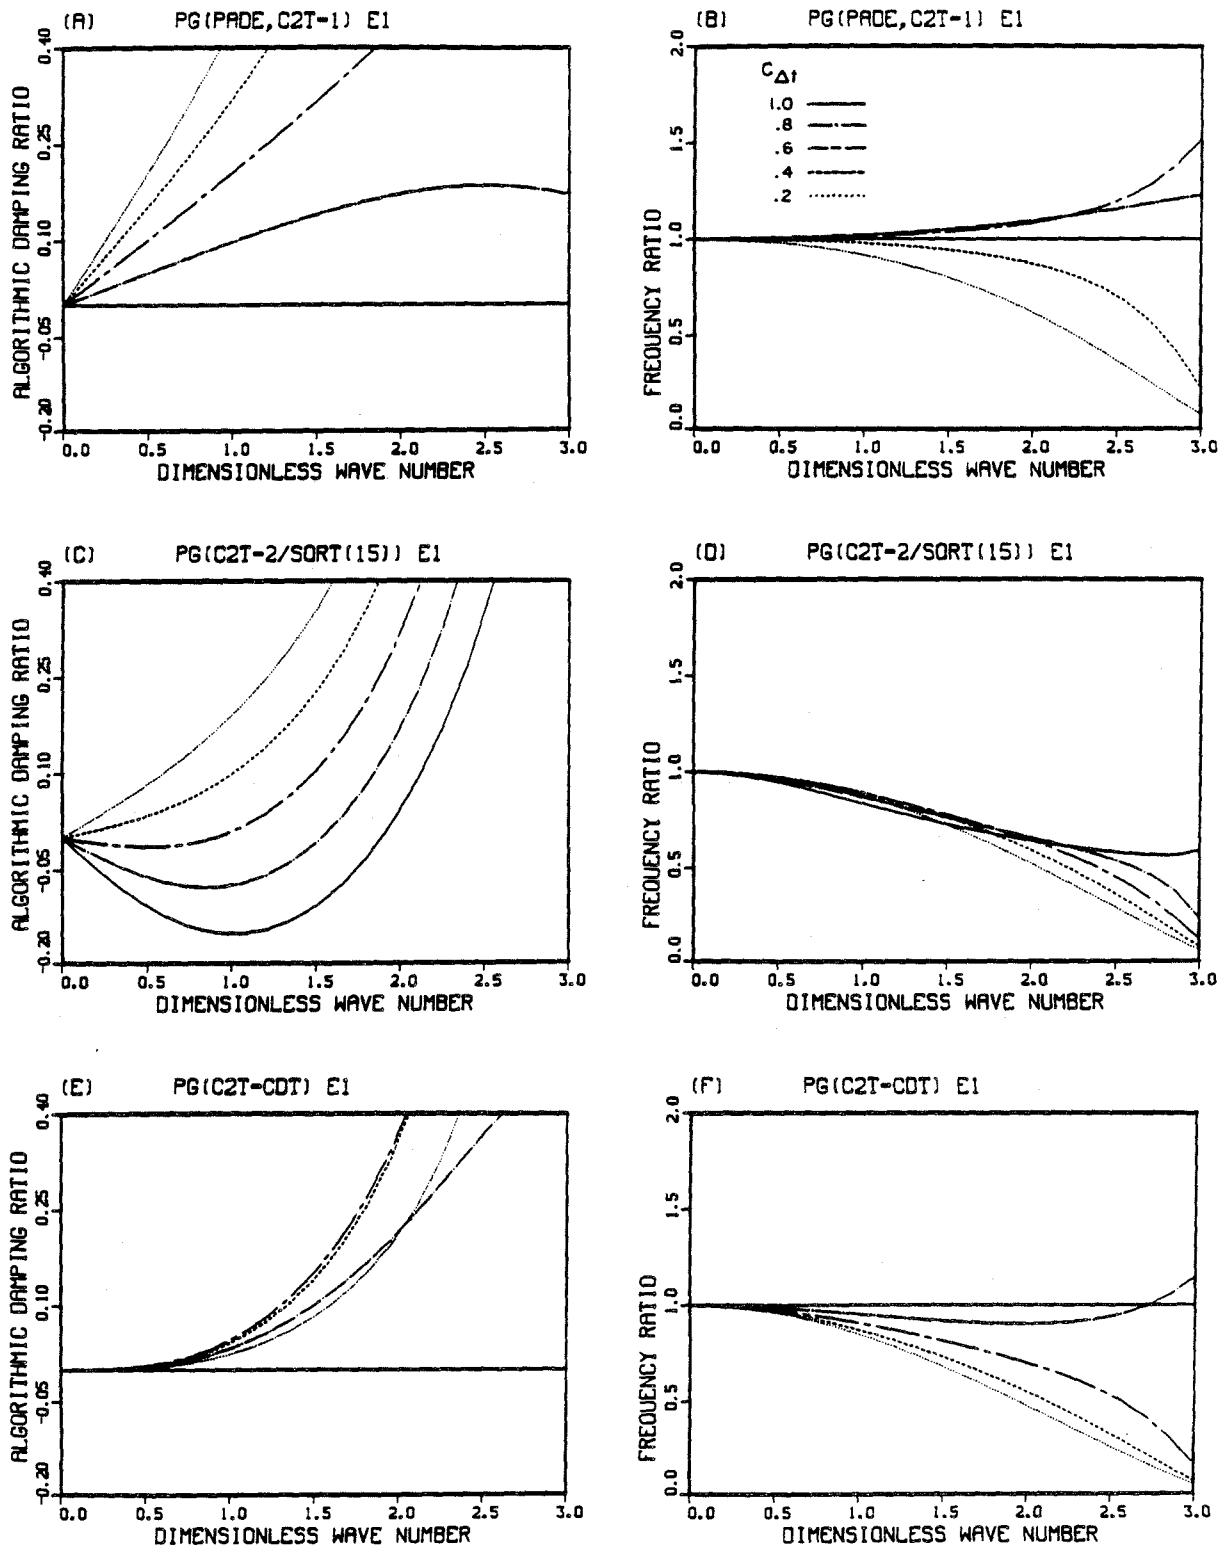 (A) PG(PADE,C2T-1) E1
ALGORITHMIC DAMPING RATIO
0.40
0.25
0.10
-0.05
-0.20
0.0 0.5 1.0 1.5 2.0 2.5 3.0
DIMENSIONLESS WAVE NUMBER
(B) PG(PADE,C2T-1) E1
FREQUENCY RATIO
2.0
1.5
1.0
0.5
0.0
CΔt
1.0
.8
.6
.4
.2
0.0 0.5 1.0 1.5 2.0 2.5 3.0
DIMENSIONLESS WAVE NUMBER
(C) PG(C2T-2/SQRT(15)) E1
ALGORITHMIC DAMPING RATIO
0.40
0.25
0.10
-0.05
-0.20
0.0 0.5 1.0 1.5 2.0 2.5 3.0
DIMENSIONLESS WAVE NUMBER
(D) PG(C2T-2/SQRT(15)) E1
FREQUENCY RATIO
2.0
1.5
1.0
0.5
0.0
0.0 0.5 1.0 1.5 2.0 2.5 3.0
DIMENSIONLESS WAVE NUMBER
(E) PG(C2T-CDT) E1
ALGORITHMIC DAMPING RATIO
0.40
0.25
0.10
-0.05
-0.20
0.0 0.5 1.0 1.5 2.0 2.5 3.0
DIMENSIONLESS WAVE NUMBER
(F) PG(C2T-CDT) E1
FREQUENCY RATIO
2.0
1.5
1.0
0.5
0.0
0.0 0.5 1.0 1.5 2.0 2.5 3.0
DIMENSIONLESS WAVE NUMBER